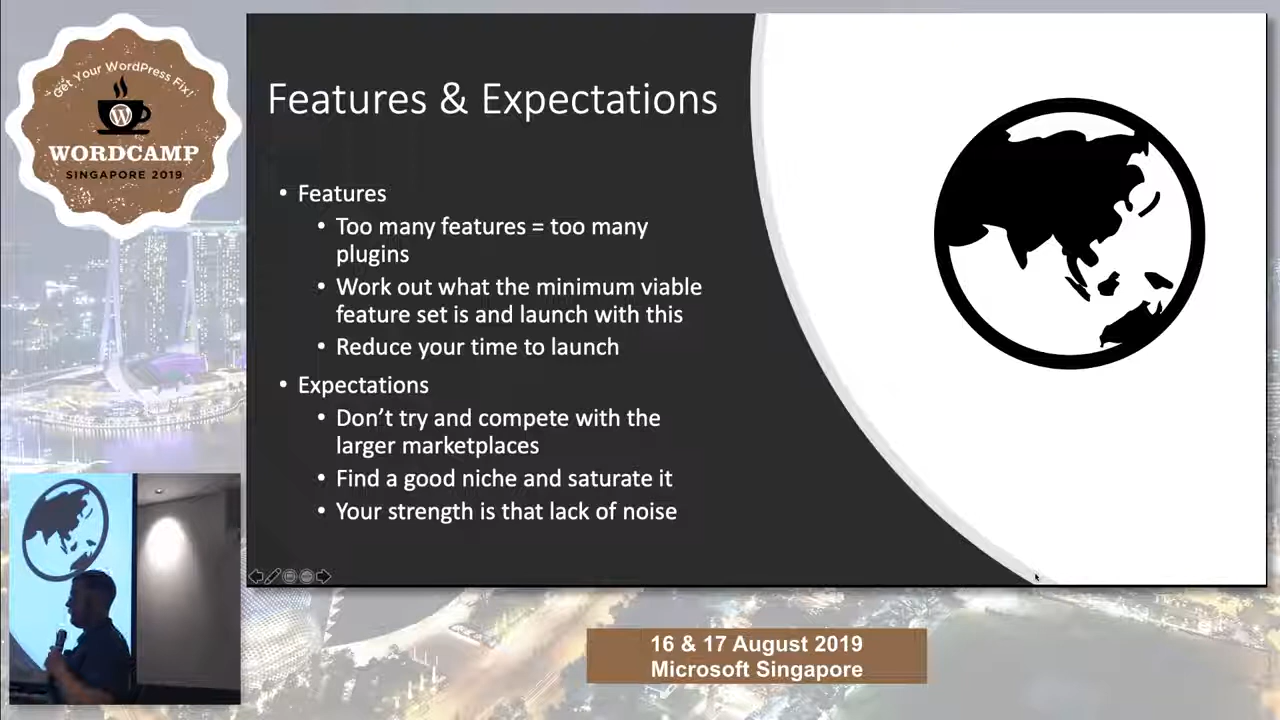 Get Your WordPress Fix!
WORDCAMP
SINGAPORE 2019
Features & Expectations
• Features
• Too many features = too many
plugins
• Work out what the minimum viable
feature set is and launch with this
• Reduce your time to launch
• Expectations
• Don’t try and compete with the
larger marketplaces
• Find a good niche and saturate it
• Your strength is that lack of noise
16 & 17 August 2019
Microsoft Singapore